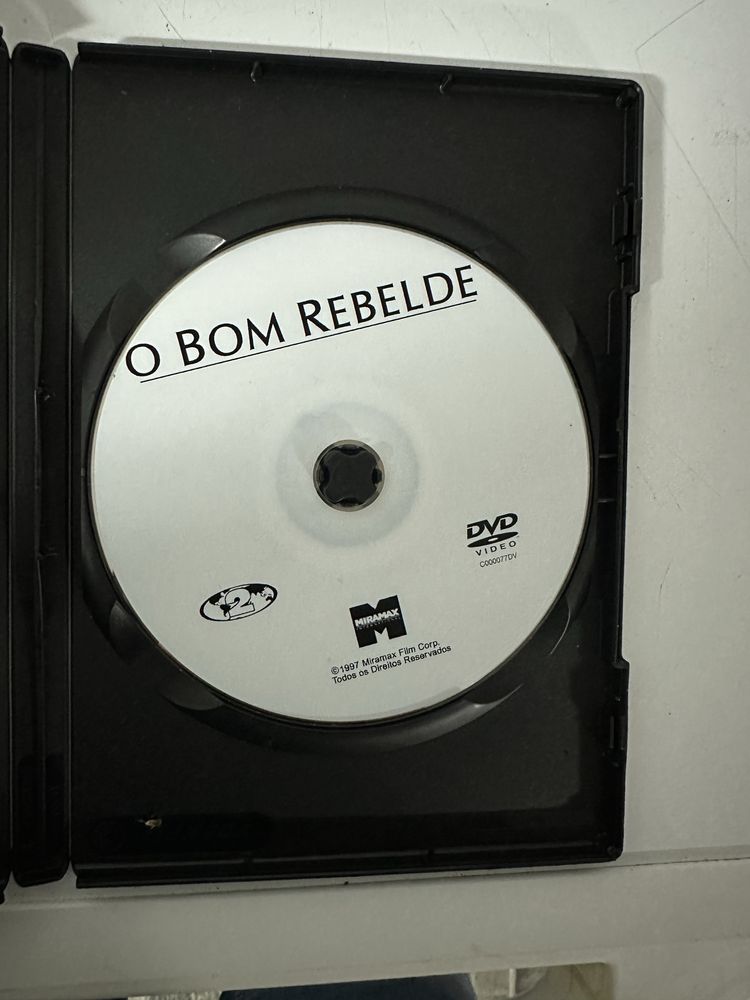 O BOM REBELDE
DVD
VIDEO
C000077DV
2
MIRAMAX
©1997 Miramax Film Corp.
Todos os Direitos Reservados